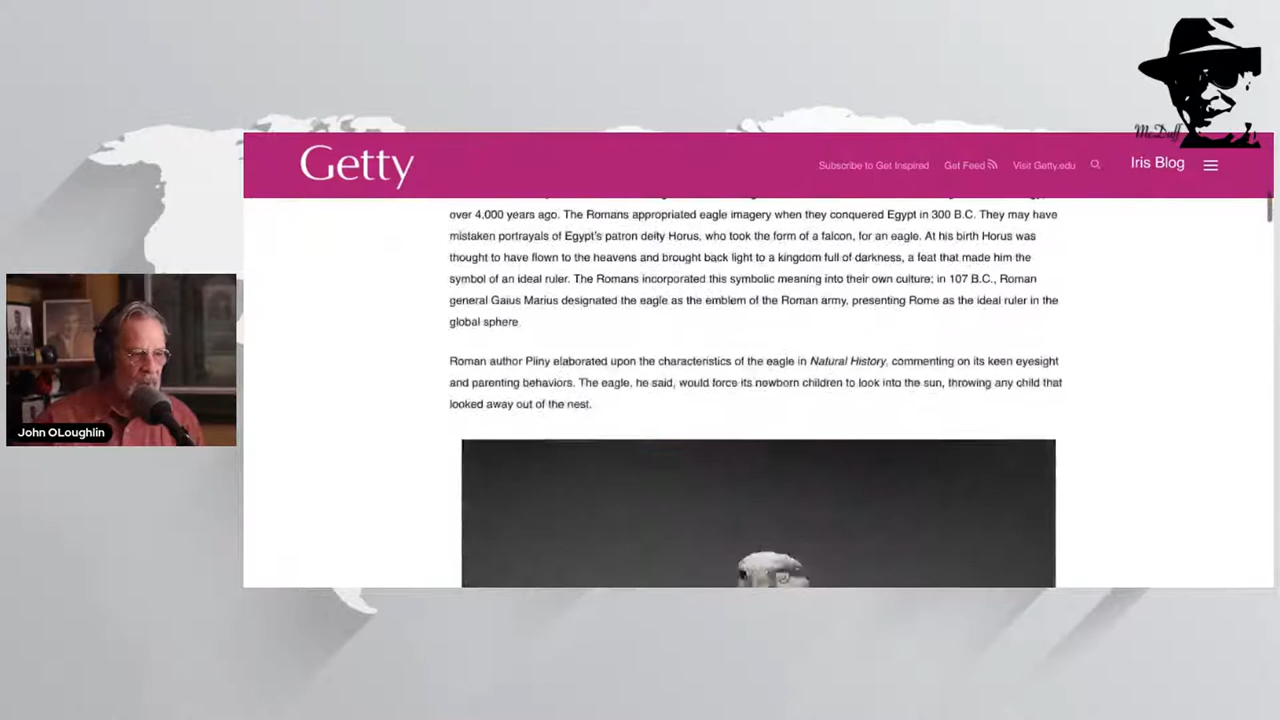 McDuff
Getty
Subscribe to Get Inspired
Get Feed
Visit Getty.edu
Iris Blog
over 4,000 years ago. The Romans appropriated eagle imagery when they conquered Egypt in 300 B.C. They may have
mistaken portrayals of Egypt's patron deity Horus, who took the form of a falcon, for an eagle. At his birth Horus was
thought to have flown to the heavens and brought back light to a kingdom full of darkness, a feat that made him the
symbol of an ideal ruler. The Romans incorporated this symbolic meaning into their own culture; in 107 B.C., Roman
general Gaius Marius designated the eagle as the emblem of the Roman army, presenting Rome as the ideal ruler in the
global sphere.
Roman author Pliny elaborated upon the characteristics of the eagle in Natural History, commenting on its keen eyesight
and parenting behaviors. The eagle, he said, would force its newborn children to look into the sun, throwing any child that
looked away out of the nest.
John OLoughlin